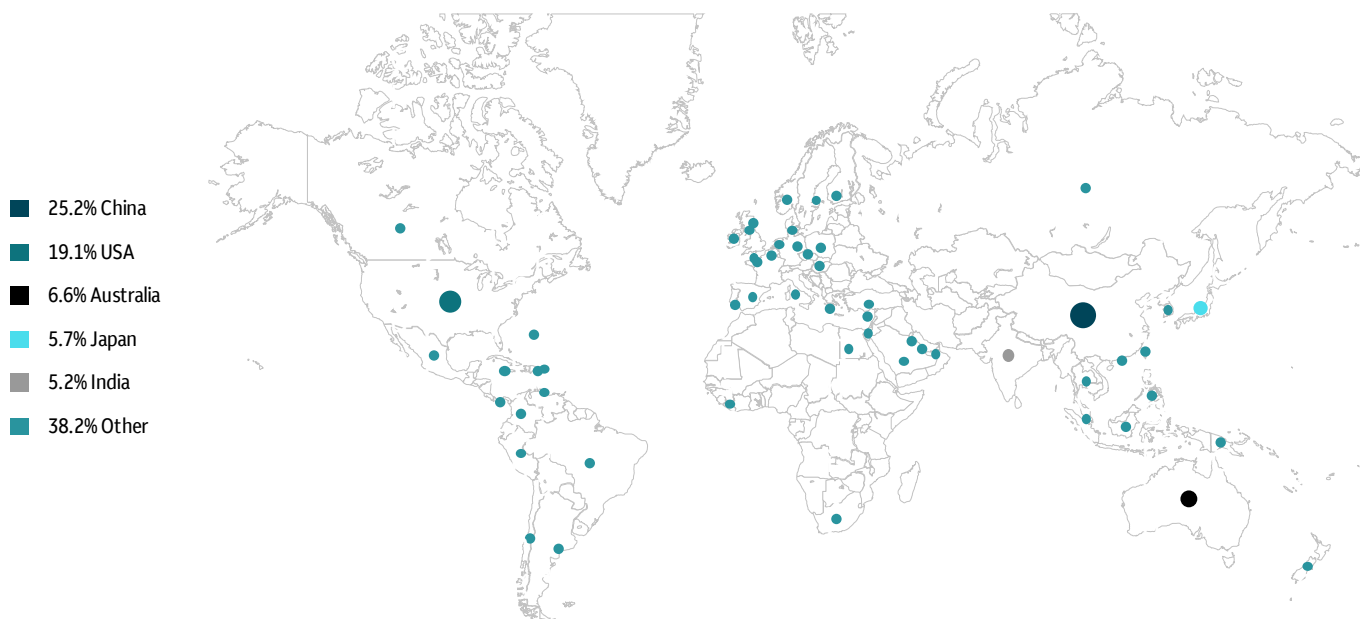 25.2% China
19.1% USA
6.6% Australia
5.7% Japan
5.2% India
38.2% Other